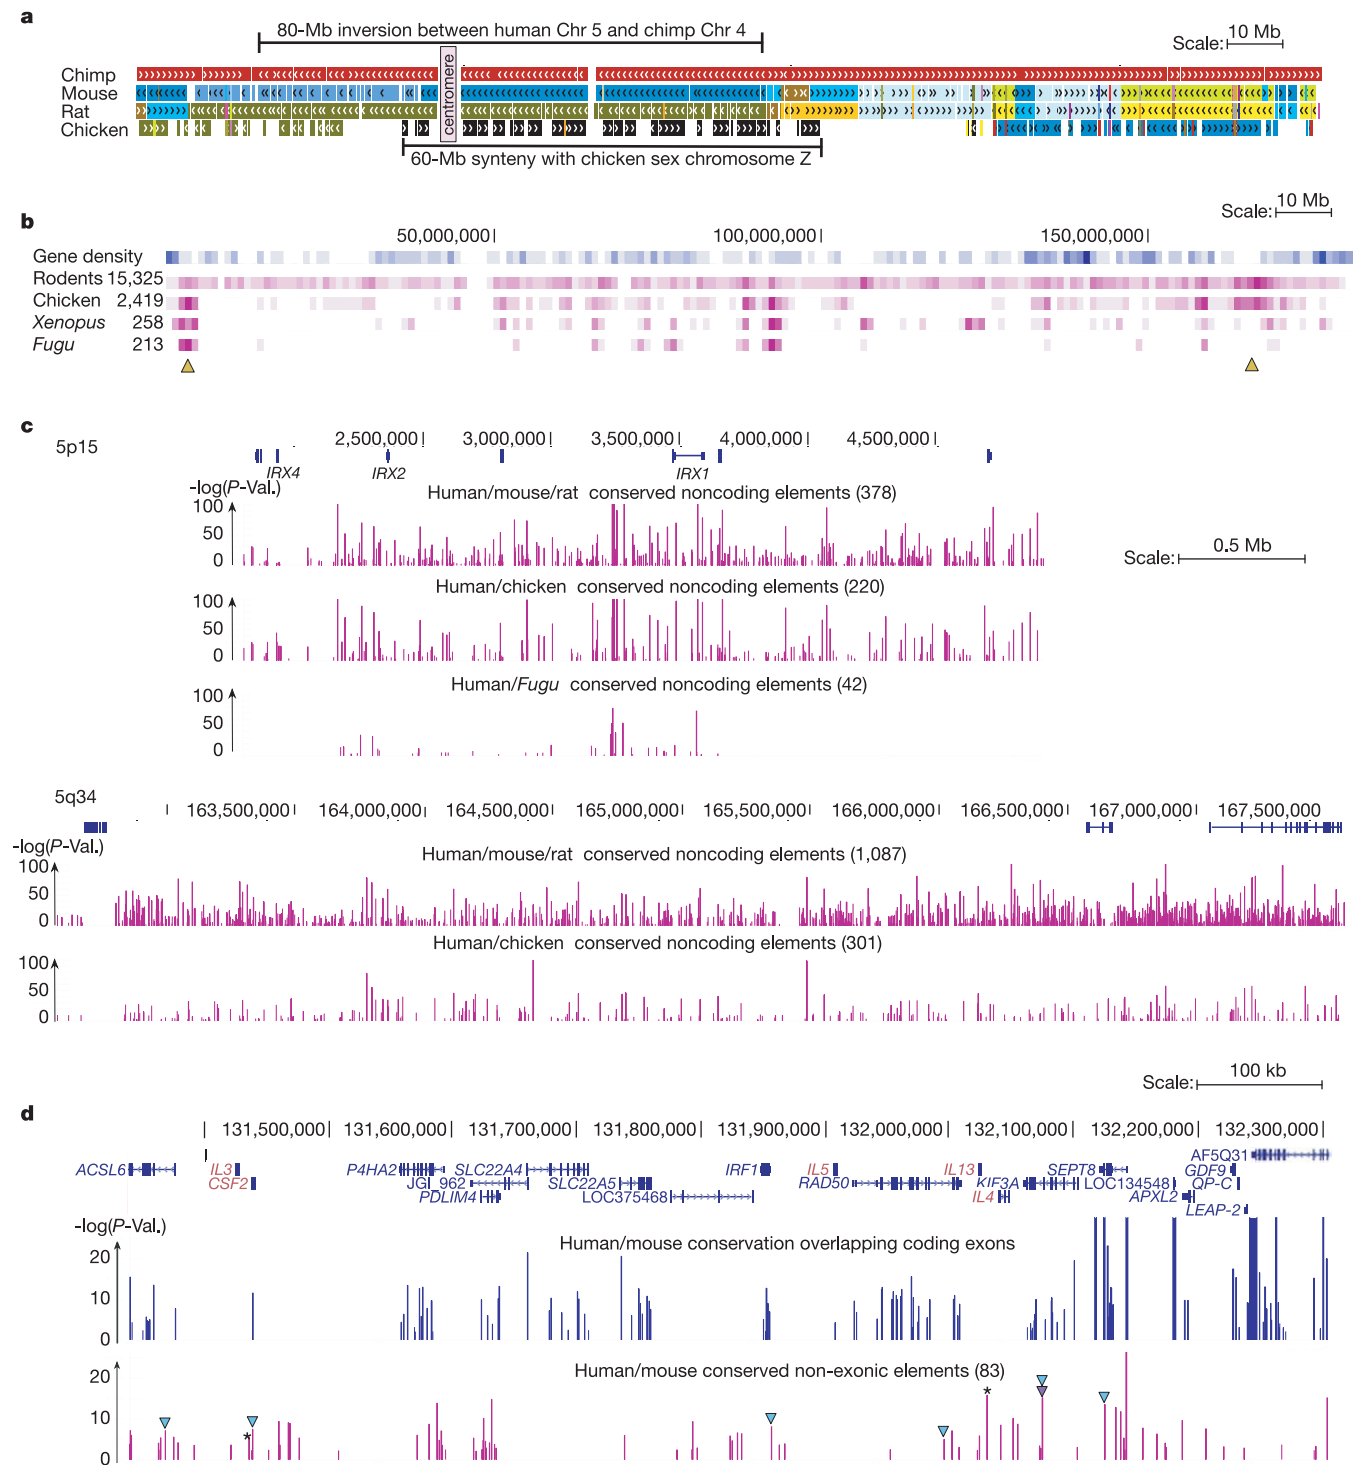 a
80-Mb inversion between human Chr 5 and chimp Chr 4
10 Mb
Scale:
Chimp
Mouse
Rat
Chicken
centromere
60-Mb synteny with chicken sex chromosome Z
b
Scale: 10 Mb
50,000,000 100,000,000 150,000,000
Gene density
Rodents 15,325
Chicken 2,419
Xenopus 258
Fugu 213
c
5p15
2,500,000 3,000,000 3,500,000 4,000,000 4,500,000
IRX4 IRX2 IRX1
-log(P-Val.)
Human/mouse/rat conserved noncoding elements (378)
100
50
0
Scale: 0.5 Mb
Human/chicken conserved noncoding elements (220)
100
50
0
Human/Fugu conserved noncoding elements (42)
100
50
0
5q34
163,500,000 164,000,000 164,500,000 165,000,000 165,500,000 166,000,000 166,500,000 167,000,000 167,500,000
-log(P-Val.)
Human/mouse/rat conserved noncoding elements (1,087)
100
50
0
Human/chicken conserved noncoding elements (301)
100
50
0
Scale: 100 kb
d
131,500,000 131,600,000 131,700,000 131,800,000 131,900,000 132,000,000 132,100,000 132,200,000 132,300,000
AF5Q31
ACSL6 IL3 P4HA2 SLC22A4 IRF1 IL5 IL13 SEPT8 GDF9
CSF2 JGI_962 SLC22A5 RAD50 KIF3A LOC134548 QP-C
PDLIM4 LOC375468 IL4 APXL2
LEAP-2
-log(P-Val.)
Human/mouse conservation overlapping coding exons
20
10
0
Human/mouse conserved non-exonic elements (83)
20
10
0
* *